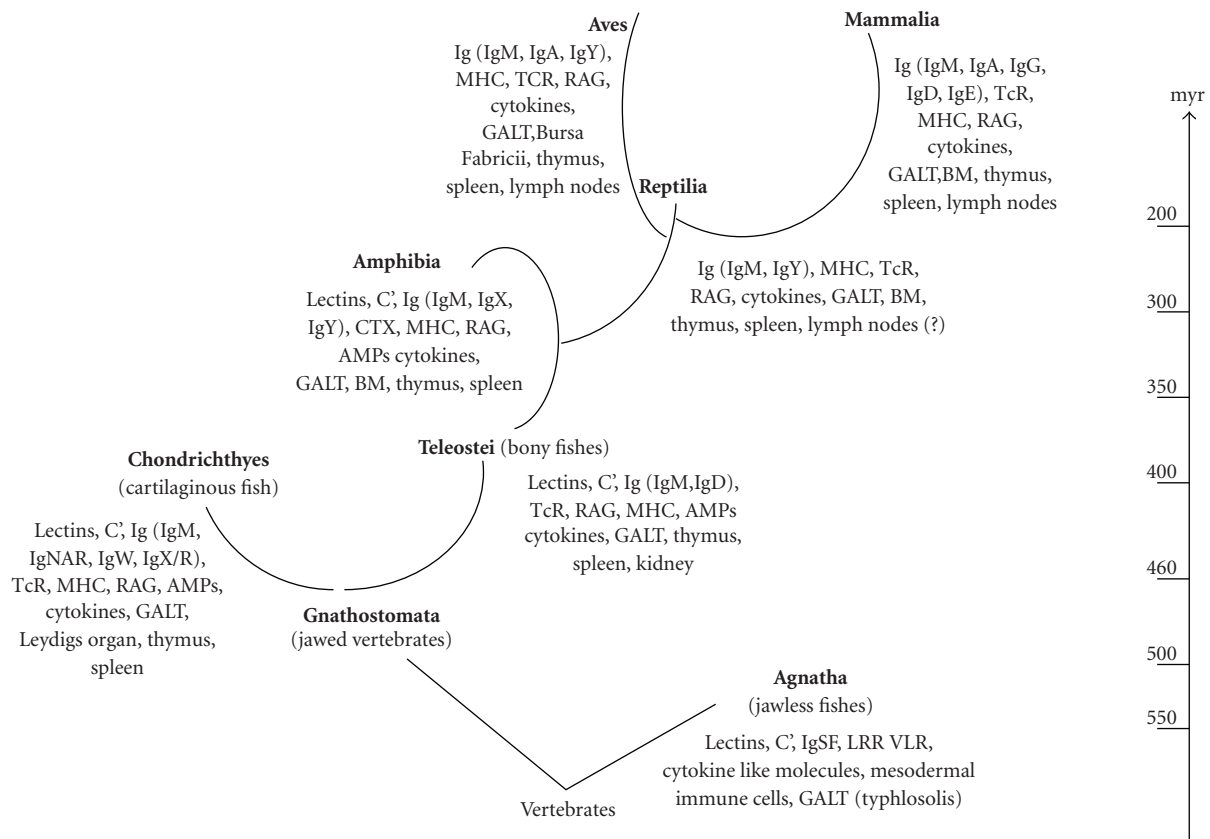 Aves
Ig (IgM, IgA, IgY),
MHC, TCR, RAG,
cytokines,
GALT,Bursa
Fabricii, thymus,
spleen, lymph nodes
Mammalia
Ig (IgM, IgA, IgG,
IgD, IgE), TcR,
MHC, RAG,
cytokines,
GALT,BM, thymus,
spleen, lymph nodes
Reptilia
Ig (IgM, IgY), MHC, TcR,
RAG, cytokines, GALT, BM,
thymus, spleen, lymph nodes (?)
Amphibia
Lectins, C’, Ig (IgM, IgX,
IgY), CTX, MHC, RAG,
AMPs cytokines,
GALT, BM, thymus, spleen
Teleostei (bony fishes)
Lectins, C’, Ig (IgM,IgD),
TcR, RAG, MHC, AMPs
cytokines, GALT, thymus,
spleen, kidney
Chondrichthyes
(cartilaginous fish)
Lectins, C’, Ig (IgM,
IgNAR, IgW, IgX/R),
TcR, MHC, RAG, AMPs,
cytokines, GALT,
Leydigs organ, thymus,
spleen
Gnathostomata
(jawed vertebrates)
Agnatha
(jawless fishes)
Lectins, C’, IgSF, LRR VLR,
cytokine like molecules, mesodermal
immune cells, GALT (typhlosolis)
Vertebrates
myr
200
300
350
400
460
500
550